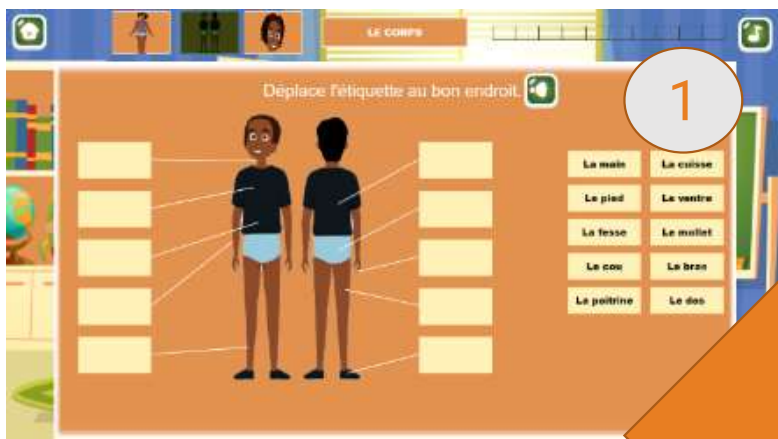 LE CORPS
Déplace l'étiquette au bon endroit.
1
La main
La cuisse
Le pied
Le ventre
La fesse
Le mollet
Le cou
Le bras
La poitrine
Le dos